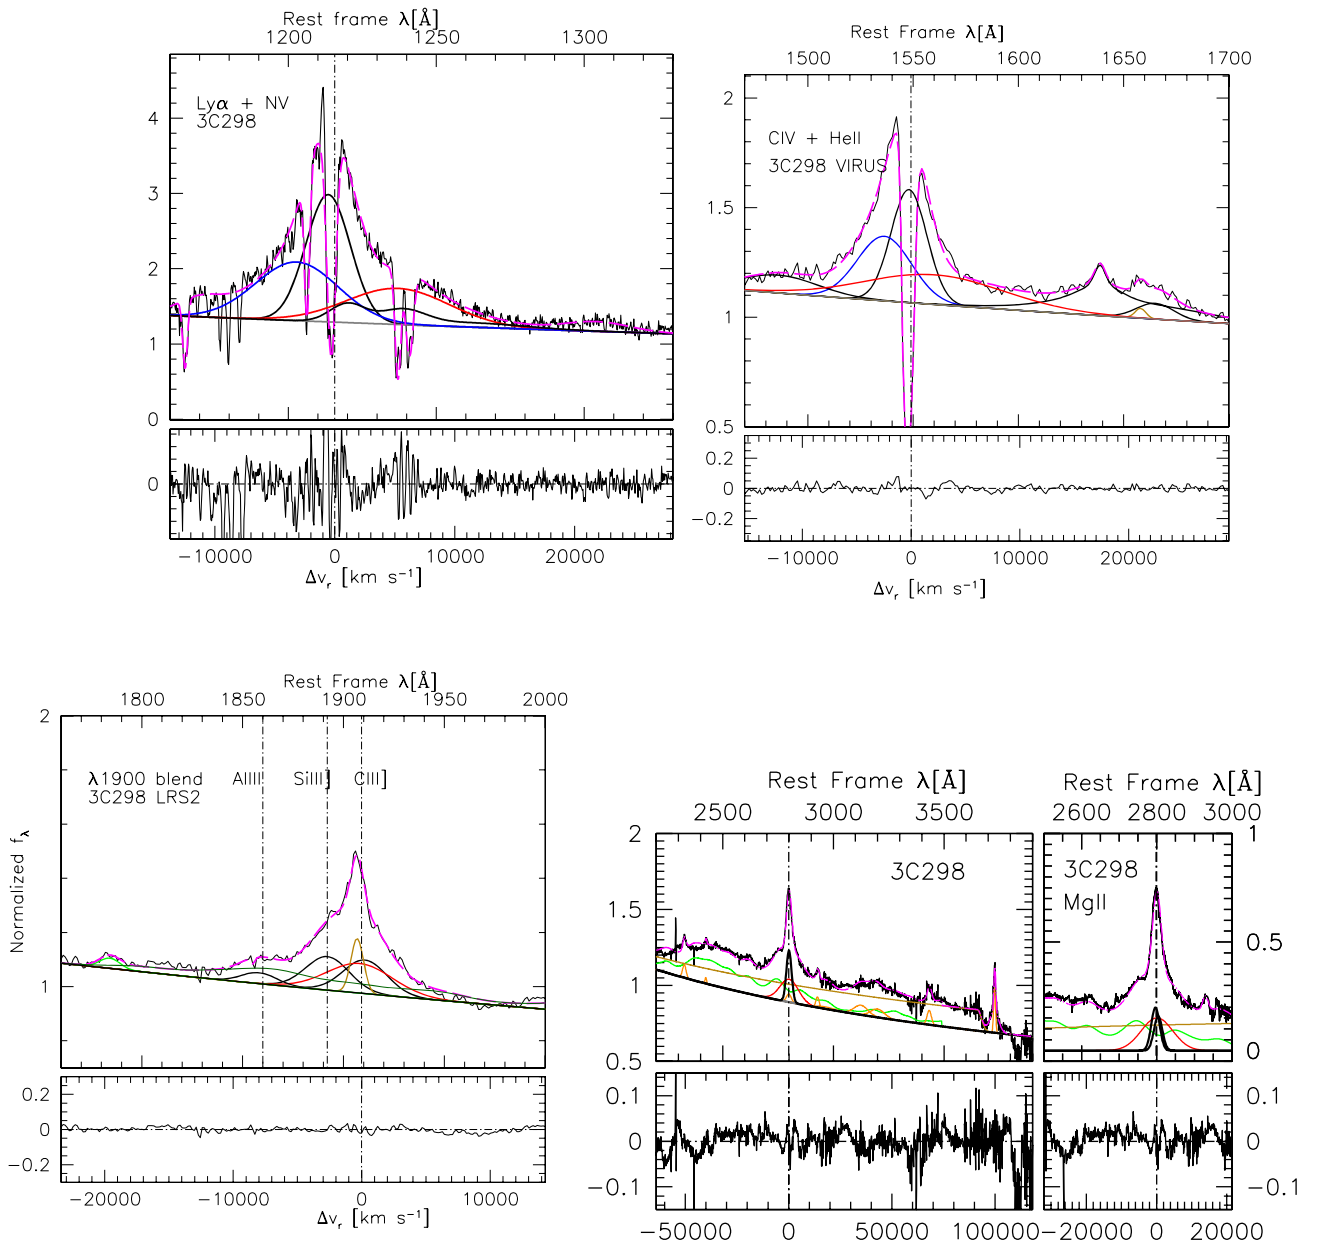 Rest frame λ[Å]
1200 1250 1300
Lyα + NV
3C298
4
3
2
1
0
0
−10000 0 10000 20000
Δvr [km s−1]
Rest Frame λ[Å]
1500 1550 1600 1650 1700
2
CIV + HeII
3C298 VIRUS
1.5
1
0.5
0.2
0
−0.2
−10000 0 10000 20000
Δvr [km s−1]
Rest Frame λ[Å]
1800 1850 1900 1950 2000
2
λ1900 blend AlIII SiIII] CIII]
3C298 LRS2
Normalized fλ
1
0.2
0
−0.2
−20000 −10000 0 10000
Δvr [km s−1]
Rest Frame λ[Å]
2500 3000 3500
2
3C298
1.5
1
0.5
0.1
0
−0.1
−50000 0 50000 100000
Rest Frame λ[Å]
2600 2800 3000
1
3C298
MgII
0.5
0
0.1
0
−0.1
−20000 0 20000